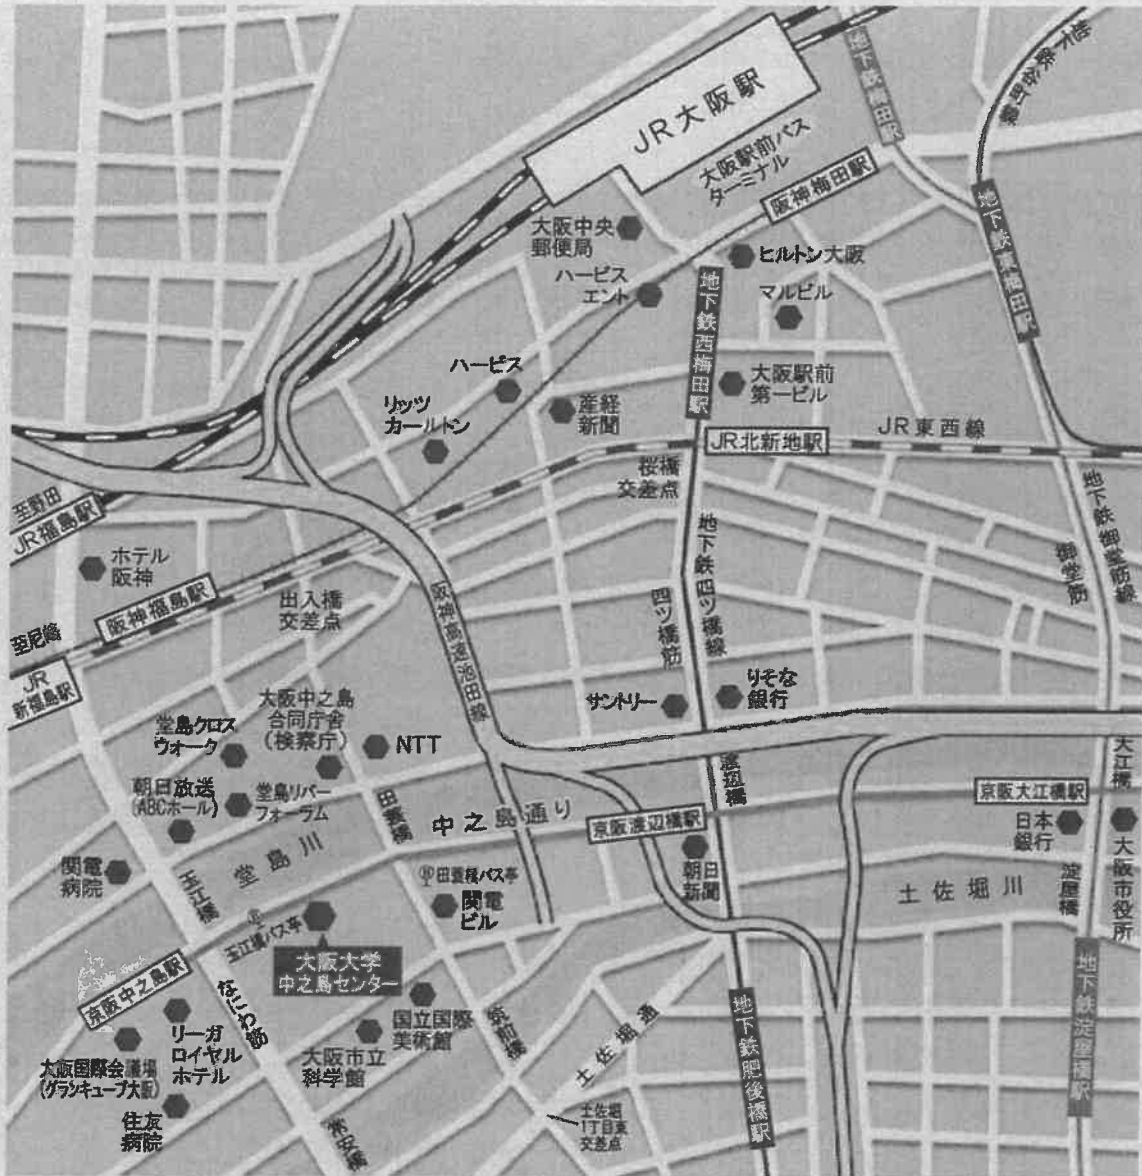 JR大阪駅
地下鉄梅田駅
大阪駅前バス
ターミナル
阪神梅田駅
大阪中央
郵便局
ヒルトン大阪
ハービス
エント
マルビル
地下鉄西梅田駅
地下鉄東梅田駅
ハービス
リッツ
カールトン
産経
新聞
大阪駅前
第一ビル
JR北新地駅
JR東西線
桜橋
交差点
至野田
JR福島駅
ホテル
阪神
阪神福島駅
出入橋
交差点
阪神高速池田線
地下鉄四ツ橋線
四ツ橋筋
地下鉄御堂筋線
御堂筋
至尼崎
JR
新福島駅
堂島クロス
ウォーク
大阪中之島
合同庁舎
(検察庁)
NTT
サントリー
りそな
銀行
朝日放送
(ABCホール)
堂島リバー
フォーラム
田蓑橋
中之島通り
渡辺橋
京阪渡辺橋駅
大江橋
京阪大江橋駅
日本
銀行
大阪市役所
関電
病院
玉江橋
堂島川
田蓑橋バス亭
関電
ビル
朝日
新聞
土佐堀川
淀屋橋
玉江橋バス亭
大阪大学
中之島センター
京阪中之島駅
なにわ筋
リーガ
ロイヤル
ホテル
大阪国際会議場
(グランキューブ大阪)
住友
病院
大阪市立
科学館
国立国際
美術館
筑前橋
土佐堀通
土佐堀
1丁目東
交差点
常安橋
地下鉄肥後橋駅
地下鉄淀屋橋駅